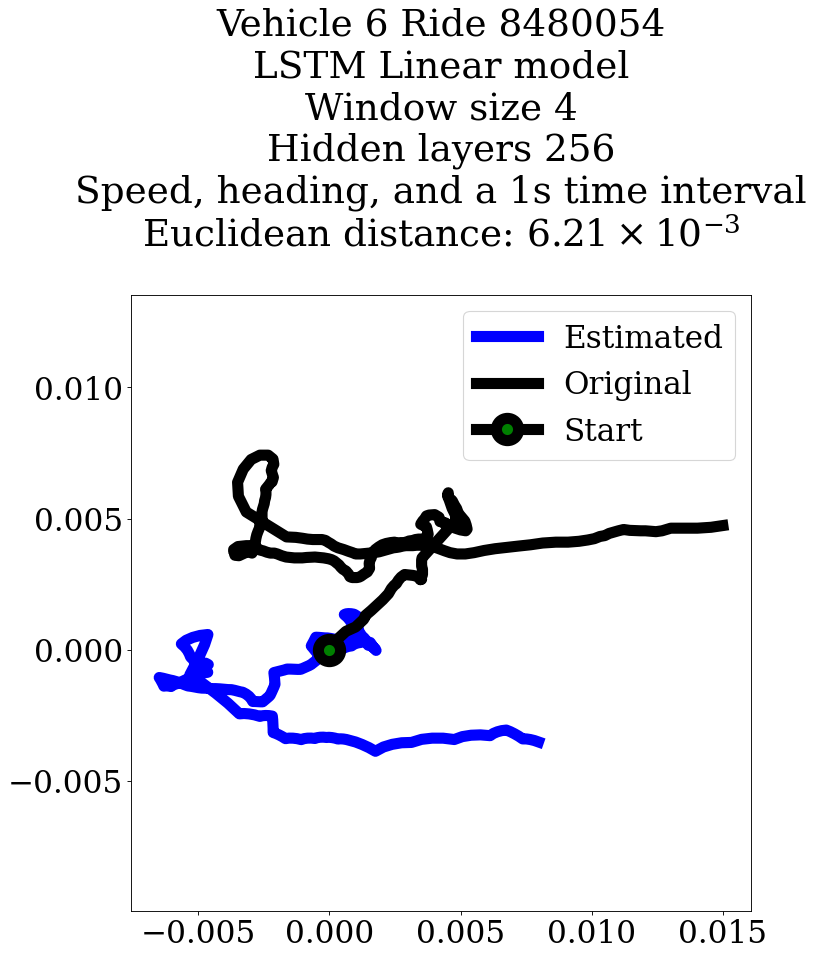 Vehicle 6 Ride 8480054
LSTM Linear model
Window size 4
Hidden layers 256
Speed, heading, and a 1s time interval
Euclidean distance: 6.21 × 10⁻³
Estimated
Original
Start
0.010
0.005
0.000
−0.005
−0.005 0.000 0.005 0.010 0.015